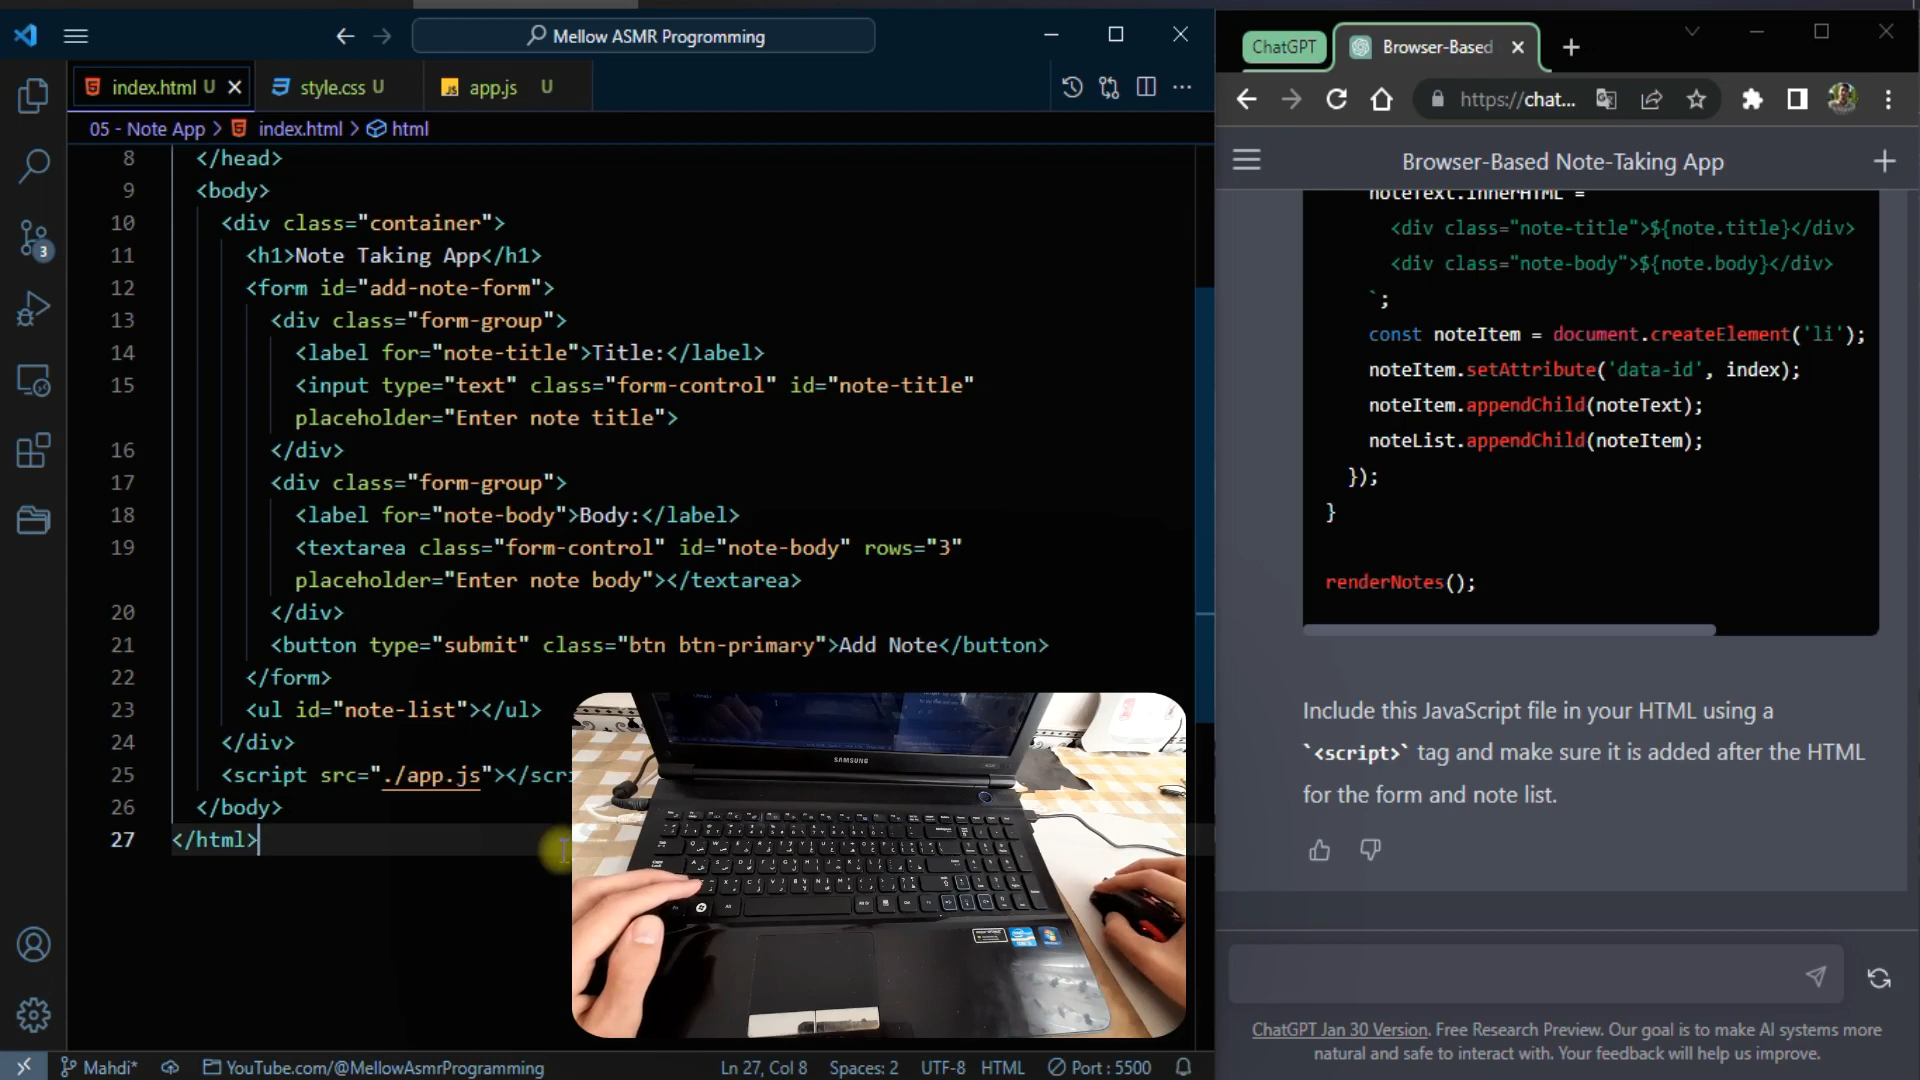 Mellow ASMR Progromming
index.html U
style.css U
app.js U
05 - Note App > index.html > html
8 </head>
9 <body>
10 <div class="container">
11 <h1>Note Taking App</h1>
12 <form id="add-note-form">
13 <div class="form-group">
14 <label for="note-title">Title:</label>
15 <input type="text" class="form-control" id="note-title"
placeholder="Enter note title">
16 </div>
17 <div class="form-group">
18 <label for="note-body">Body:</label>
19 <textarea class="form-control" id="note-body" rows="3"
placeholder="Enter note body"></textarea>
20 </div>
21 <button type="submit" class="btn btn-primary">Add Note</button>
22 </form>
23 <ul id="note-list"></ul>
24 </div>
25 <script src="./app.js"></scri
26 </body>
27 </html>
3
SAMSUNG
Mahdi*
YouTube.com/@MellowAsmrProgramming
Ln 27, Col 8
Spaces: 2
UTF-8
HTML
Port : 5500
ChatGPT
Browser-Based
https://chat...
Browser-Based Note-Taking App
noteText.innerHTML =
<div class="note-title">${note.title}</div>
<div class="note-body">${note.body}</div>
`;
const noteItem = document.createElement('li');
noteItem.setAttribute('data-id', index);
noteItem.appendChild(noteText);
noteList.appendChild(noteItem);
});
}
renderNotes();
Include this JavaScript file in your HTML using a
`<script>` tag and make sure it is added after the HTML
for the form and note list.
ChatGPT Jan 30 Version. Free Research Preview. Our goal is to make AI systems more
natural and safe to interact with. Your feedback will help us improve.